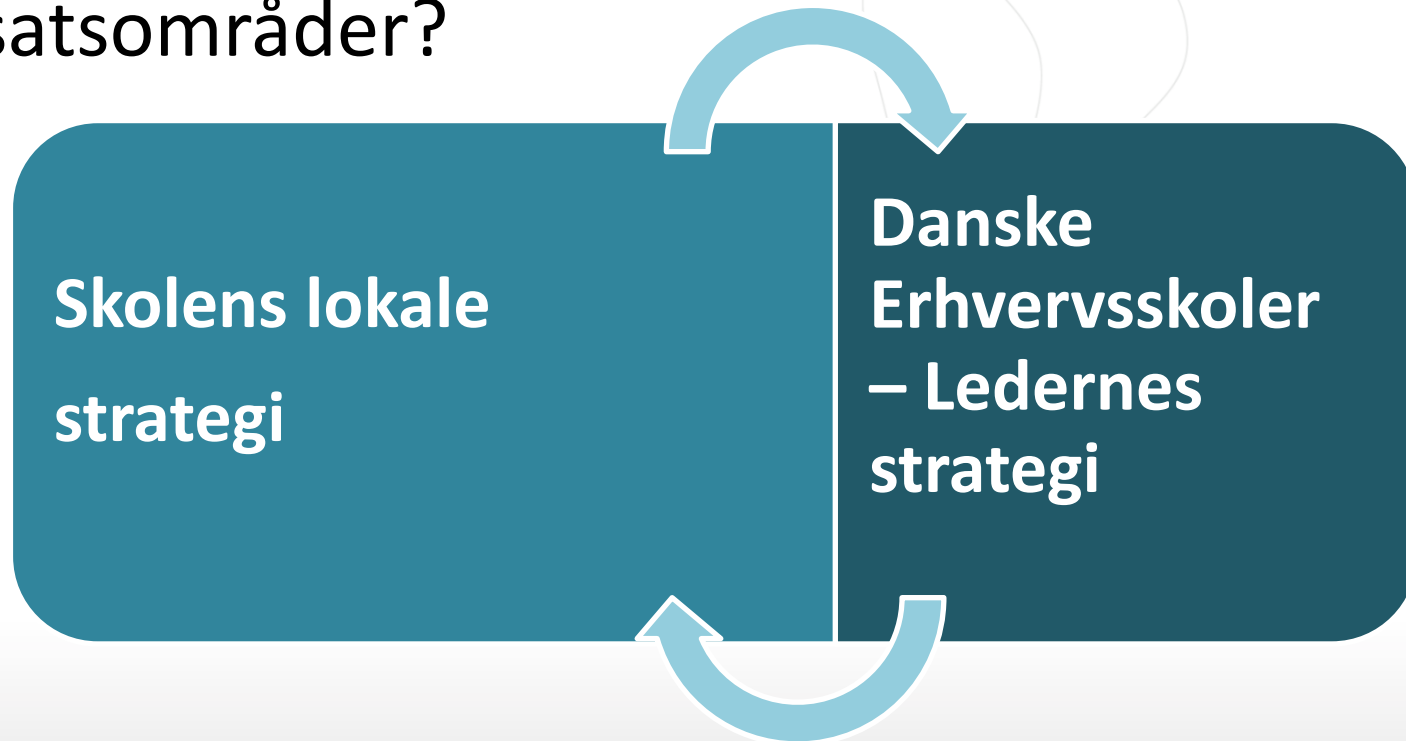 satsområder?
Skolens lokale
strategi
Danske
Erhvervsskoler
– Ledernes
strategi